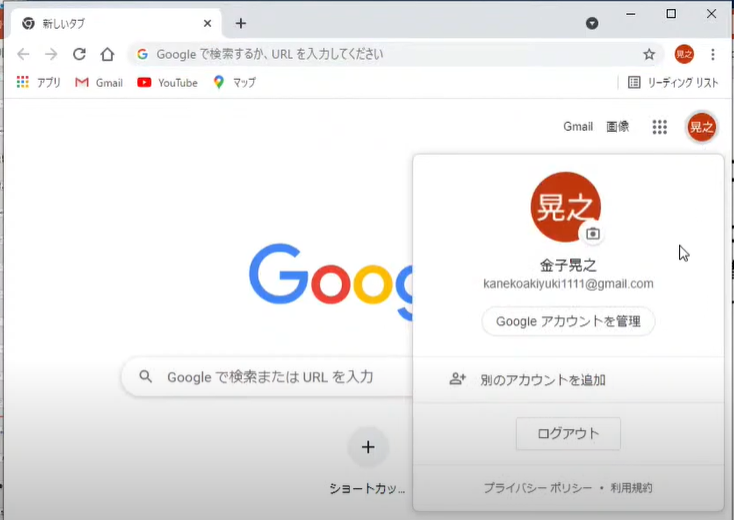 新しいタブ
Google で検索するか、URL を入力してください
晃之
アプリ Gmail YouTube マップ リーディング リスト
Gmail 画像 晃之
晃之
金子晃之
kanekoakiyuki1111@gmail.com
Google アカウントを管理
Goog
Google で検索または URL を入力
別のアカウントを追加
ログアウト
ショートカッ...
プライバシー ポリシー • 利用規約